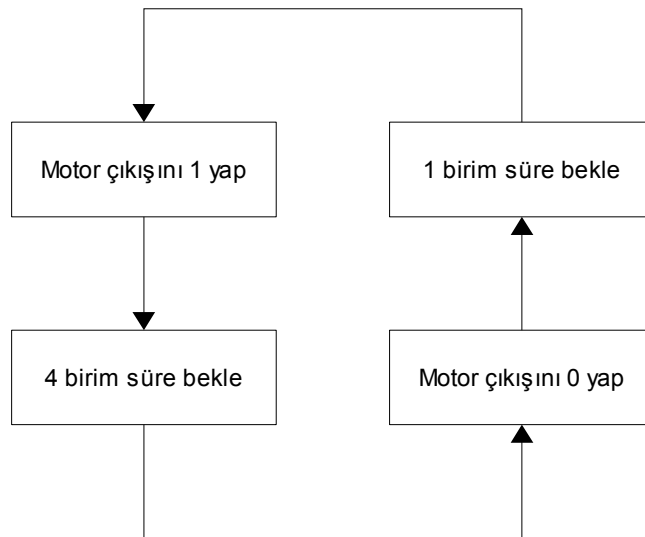 Motor çıkışını 1 yap
1 birim süre bekle
4 birim süre bekle
Motor çıkışını 0 yap